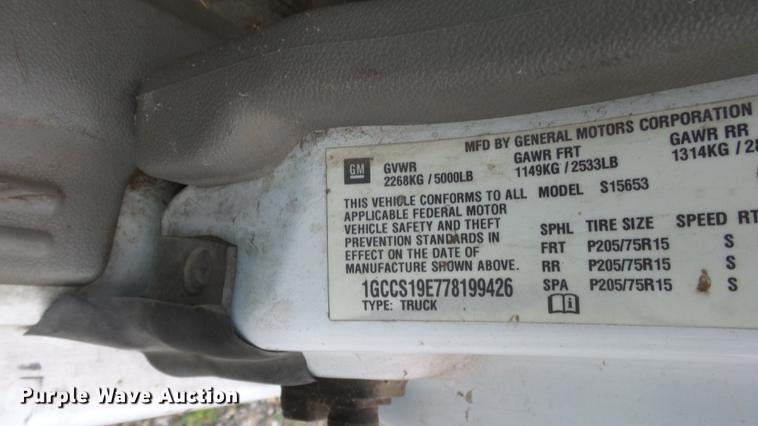 MFD BY GENERAL MOTORS CORPORATION
GM
GVWR GAWR FRT GAWR RR
2268KG / 5000LB 1149KG / 2533LB 1314KG / 28
THIS VEHICLE CONFORMS TO ALL MODEL S15653
APPLICABLE FEDERAL MOTOR
VEHICLE SAFETY AND THEFT
PREVENTION STANDARDS IN
EFFECT ON THE DATE OF
MANUFACTURE SHOWN ABOVE.
1GCCS19E778199426
TYPE: TRUCK
SPHL TIRE SIZE SPEED RT
FRT P205/75R15 S
RR P205/75R15 S
SPA P205/75R15 S
Purple Wave Auction